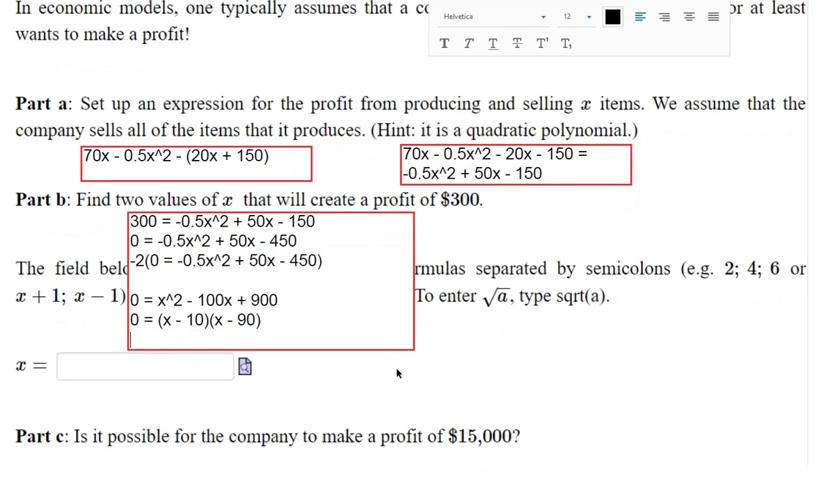 In economic models, one typically assumes that a
or at least
Helvetica
12
wants to make a profit!
T T T T T¹ T₁
Part a: Set up an expression for the profit from producing and selling x items. We assume that the
company sells all of the items that it produces. (Hint: it is a quadratic polynomial.)
70x - 0.5x^2 - (20x + 150)
70x - 0.5x^2 - 20x - 150 =
-0.5x^2 + 50x - 150
Part b: Find two values of x that will create a profit of $300.
300 = -0.5x^2 + 50x - 150
0 = -0.5x^2 + 50x - 450
-2(0 = -0.5x^2 + 50x - 450)
The field
rmulas separated by semicolons (e.g. 2; 4; 6 or
x + 1; x − 1)
To enter √a, type sqrt(a).
0 = x^2 - 100x + 900
0 = (x - 10)(x - 90)
x =
Part c: Is it possible for the company to make a profit of $15,000?